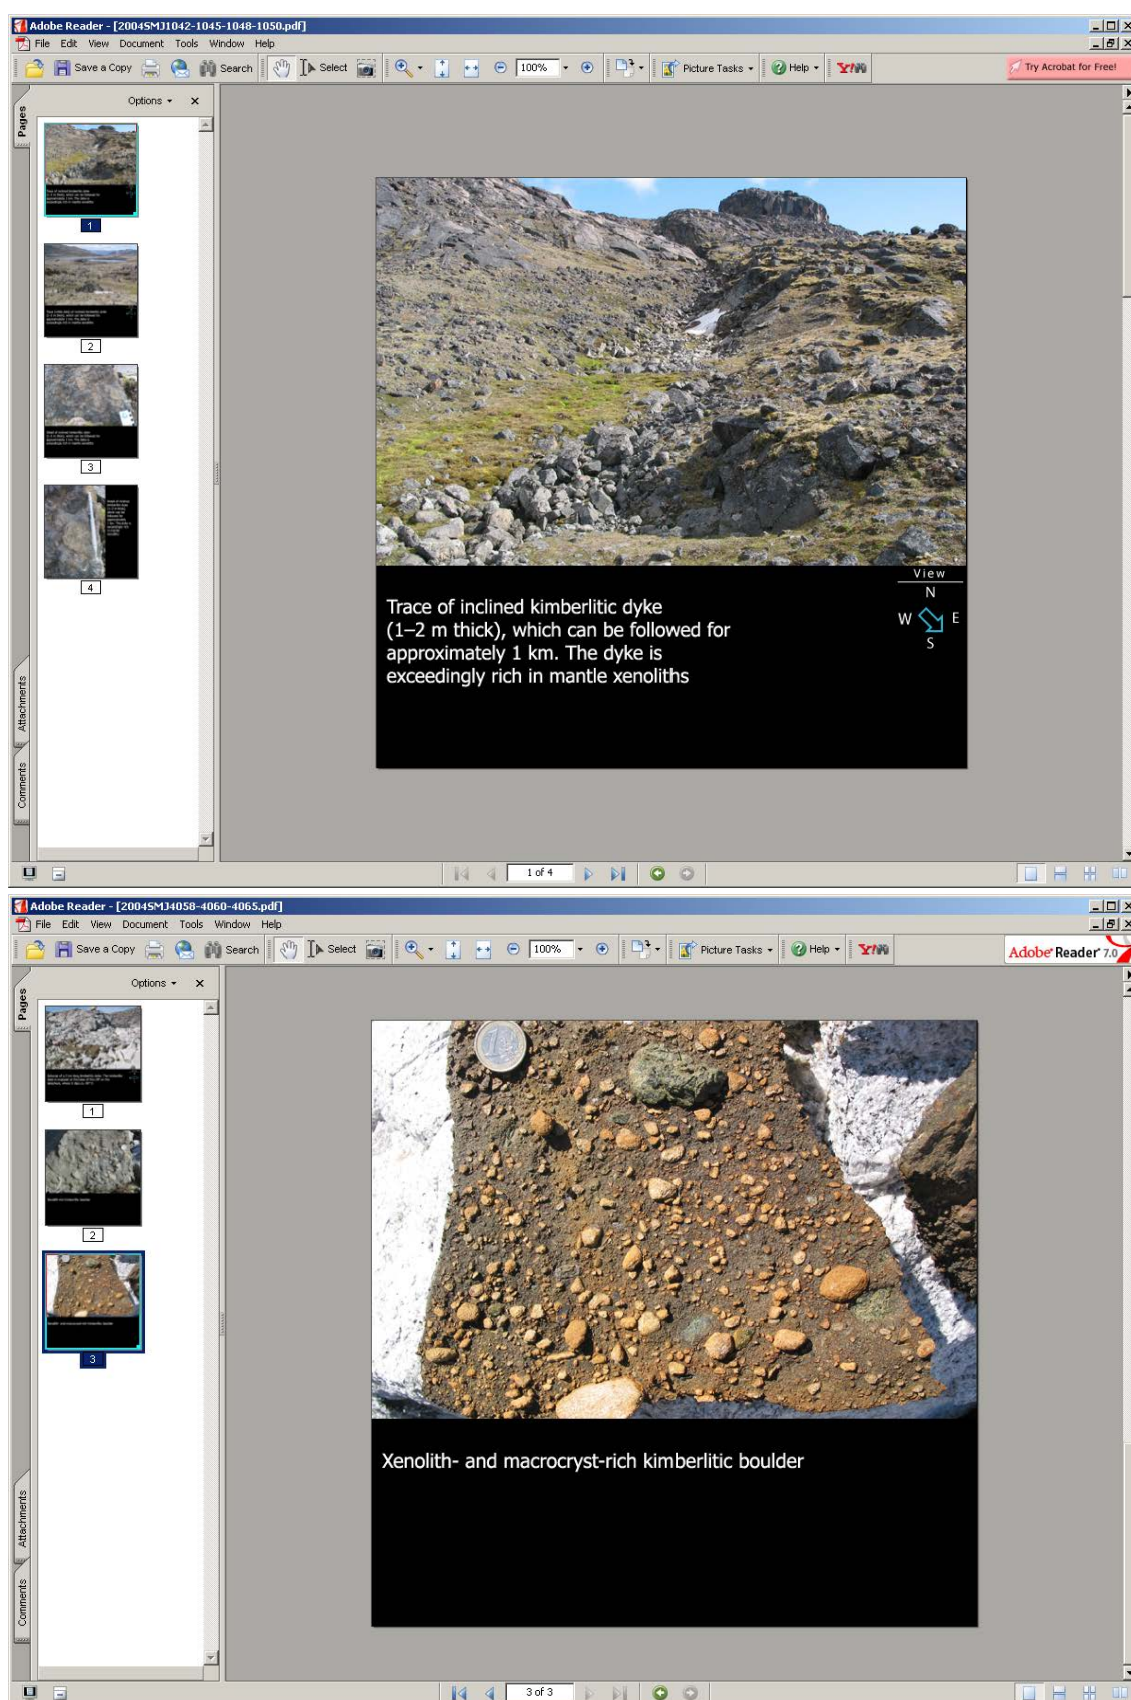 Adobe Reader - [2004SMJ1042-1045-1048-1050.pdf]
File Edit View Document Tools Window Help
Save a Copy Search Select 100% Picture Tasks Help Y! Try Acrobat for Free!
Options x
Pages
1
2
3
4
Attachments
Comments
View
N
W E
S
Trace of inclined kimberlitic dyke
(1–2 m thick), which can be followed for
approximately 1 km. The dyke is
exceedingly rich in mantle xenoliths
1 of 4
Adobe Reader - [2004SMJ4058-4060-4065.pdf]
File Edit View Document Tools Window Help
Save a Copy Search Select 100% Picture Tasks Help Y! Adobe Reader 7.0
Options x
Pages
1
2
3
Attachments
Comments
Xenolith- and macrocryst-rich kimberlitic boulder
3 of 3